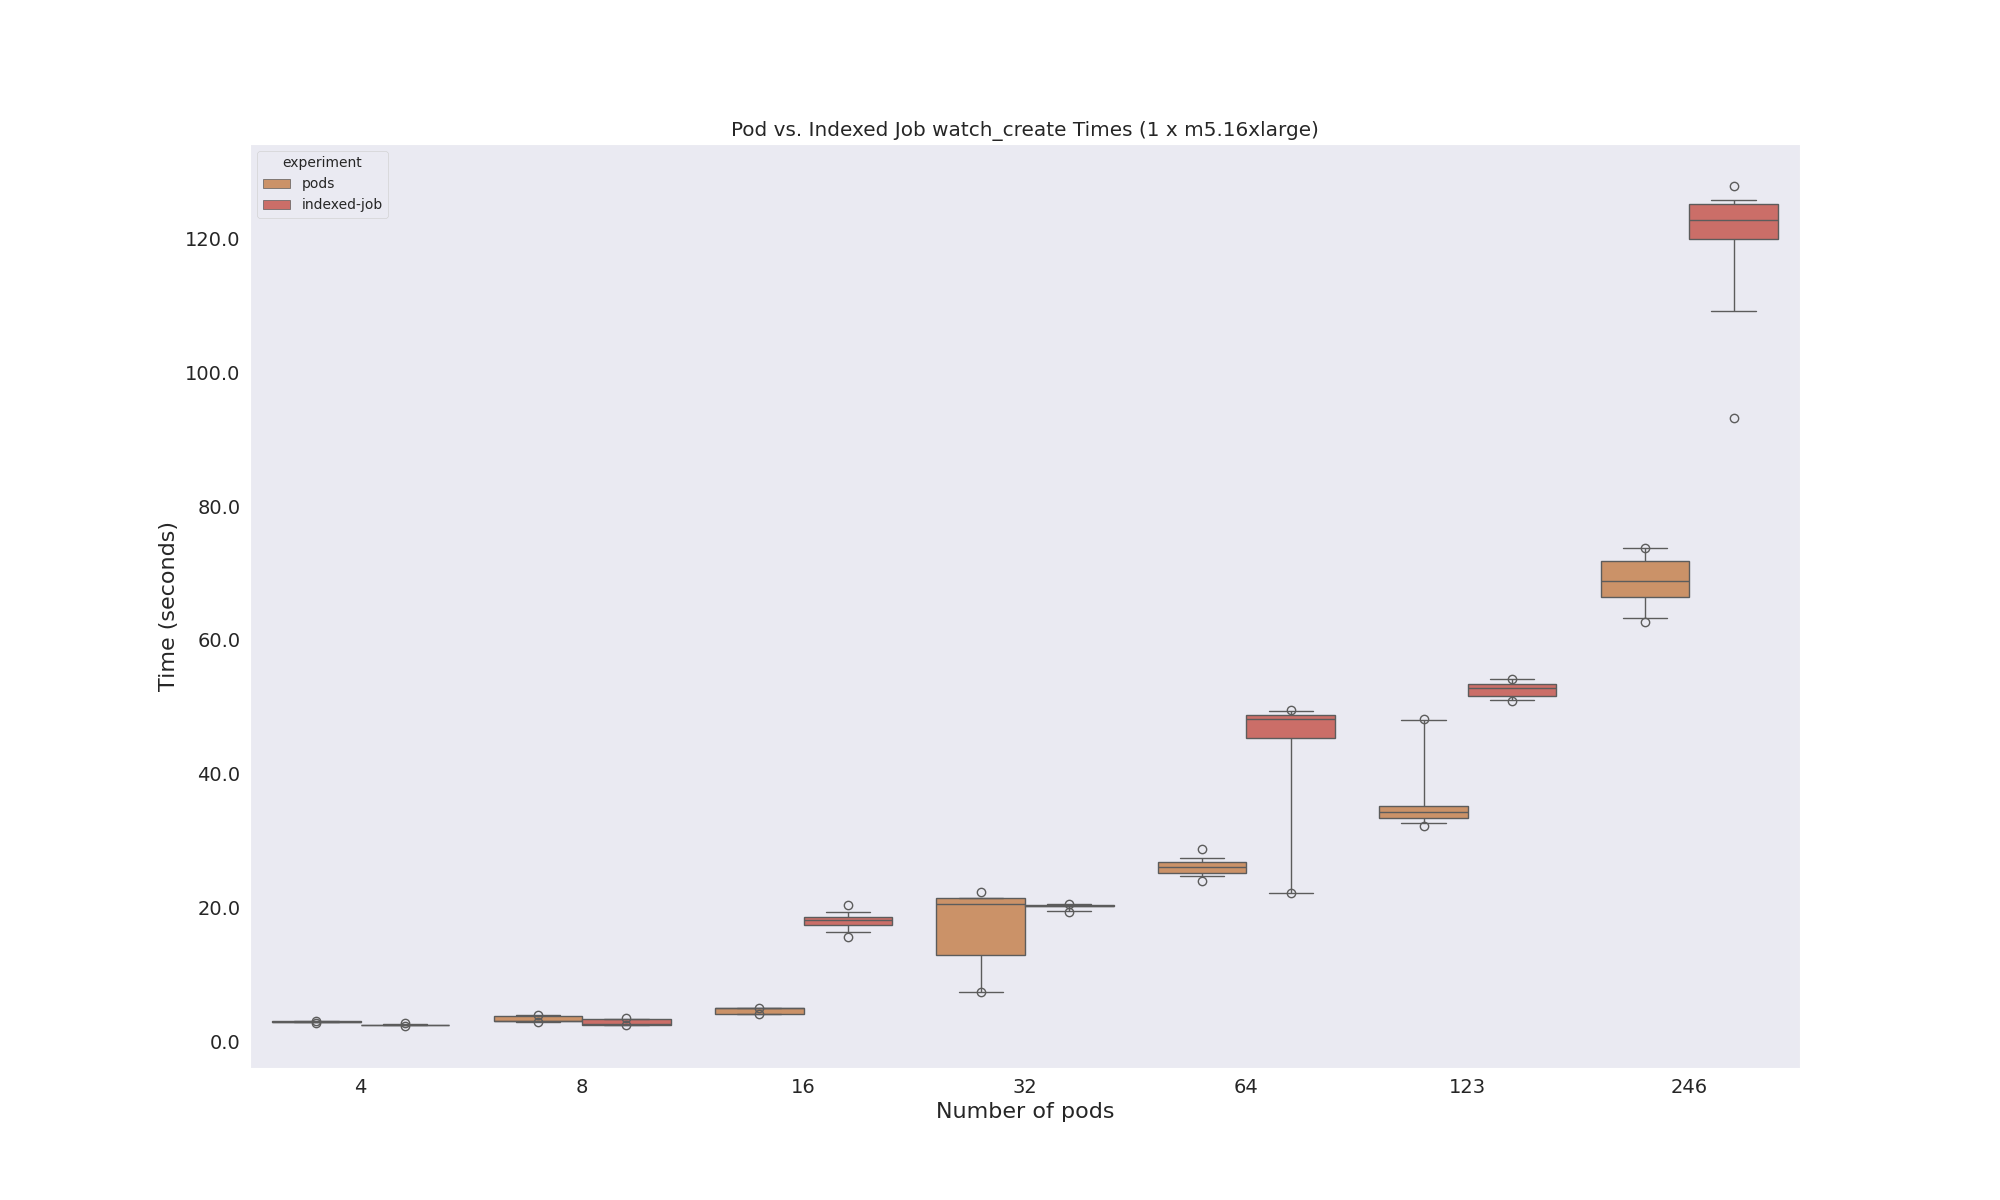 Pod vs. Indexed Job watch_create Times (1 x m5.16xlarge)
experiment
pods
indexed-job
120.0
100.0
80.0
60.0
40.0
20.0
0.0
Time (seconds)
4 8 16 32 64 123 246
Number of pods